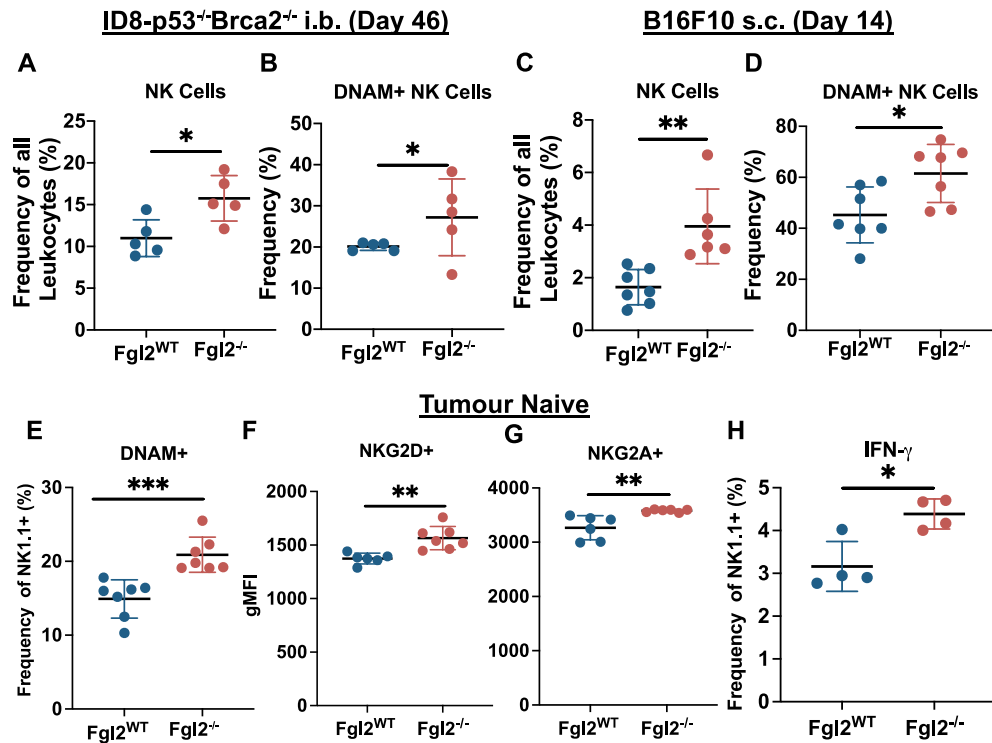 ID8-p53-/-Brca2-/- i.b. (Day 46)
B16F10 s.c. (Day 14)
A
NK Cells
*
Frequency of all
Leukocytes (%)
25
20
15
10
5
0
Fgl2WT
Fgl2-/-
B
DNAM+ NK Cells
*
Frequency (%)
50
40
30
20
10
0
Fgl2WT
Fgl2-/-
C
NK Cells
**
Frequency of all
Leukocytes (%)
8
6
4
2
0
Fgl2WT
Fgl2-/-
D
DNAM+ NK Cells
*
Frequency (%)
80
60
40
20
0
Fgl2WT
Fgl2-/-
Tumour Naive
E
DNAM+
***
Frequency of NK1.1+ (%)
30
20
10
0
Fgl2WT
Fgl2-/-
F
NKG2D+
**
gMFI
2000
1500
1000
500
0
Fgl2WT
Fgl2-/-
G
NKG2A+
**
6000
4000
2000
0
Fgl2WT
Fgl2-/-
H
IFN-γ
*
Frequency of NK1.1+ (%)
5
4
3
2
1
0
Fgl2WT
Fgl2-/-